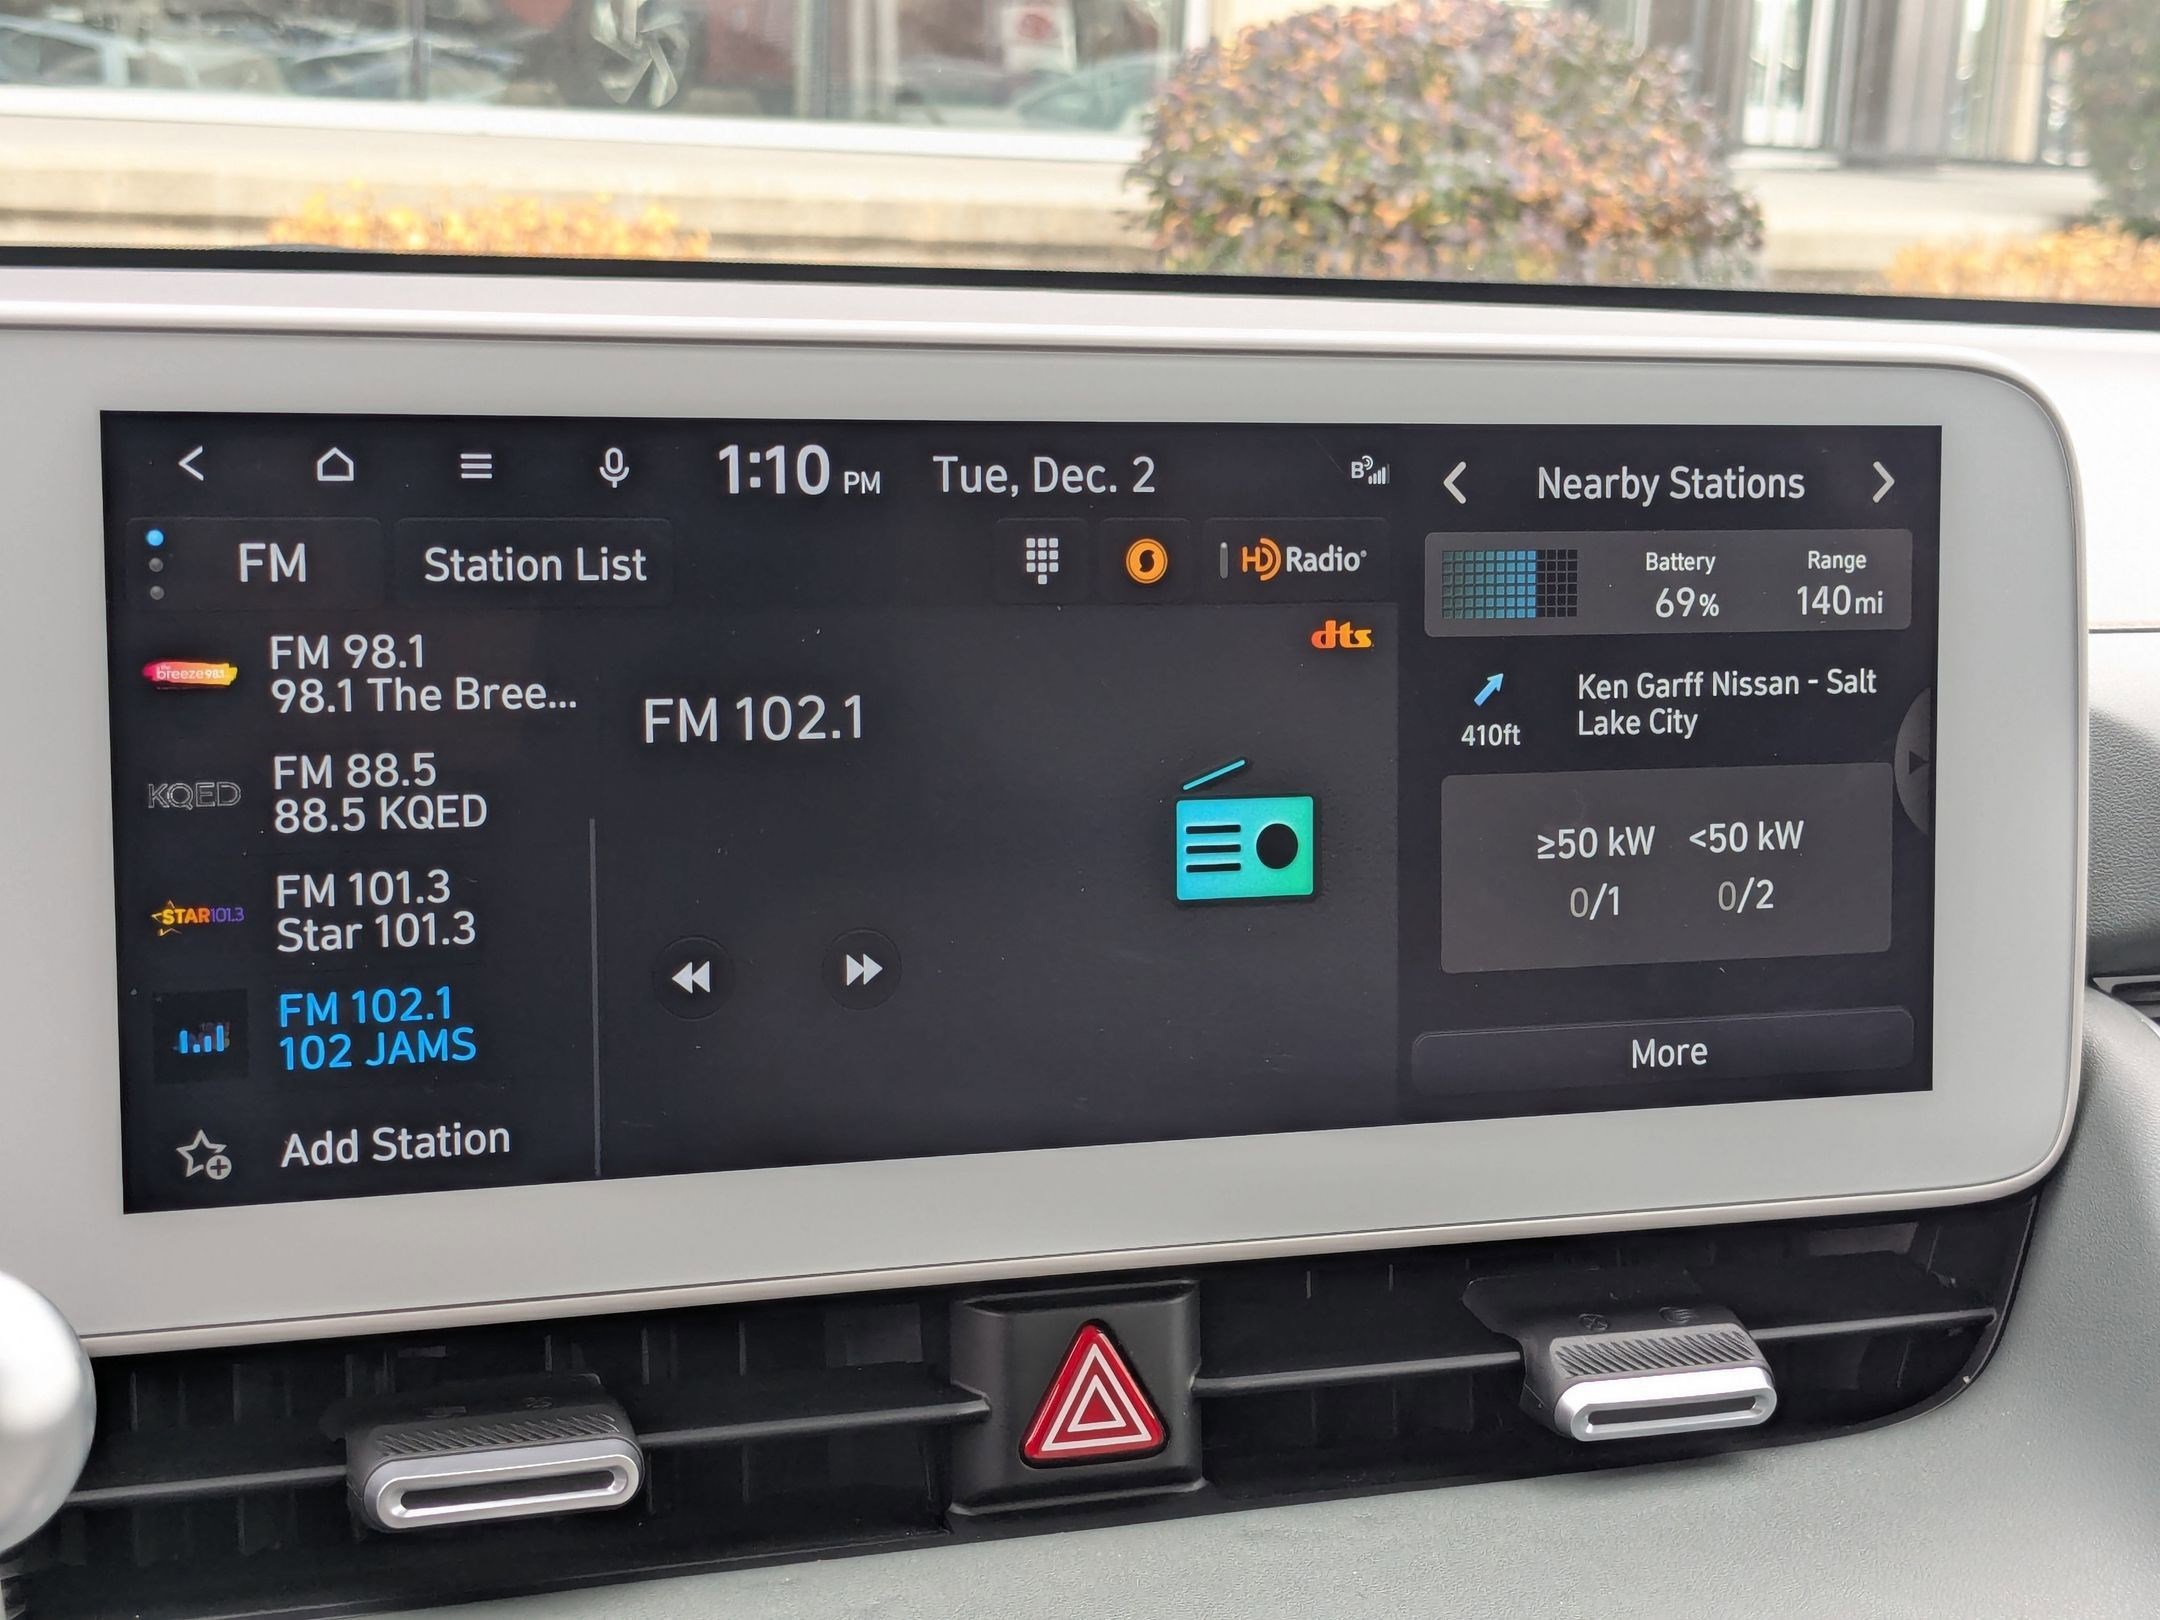 1:10 PM Tue, Dec. 2
FM
Station List
HD Radio®
dts
the
breeze98.1
FM 98.1
98.1 The Bree...
KQED
FM 88.5
88.5 KQED
STAR101.3
FM 101.3
Star 101.3
FM 102.1
102 JAMS
Add Station
FM 102.1
Nearby Stations
Battery
69%
Range
140mi
410ft
Ken Garff Nissan - Salt
Lake City
≥50 kW <50 kW
0/1 0/2
More